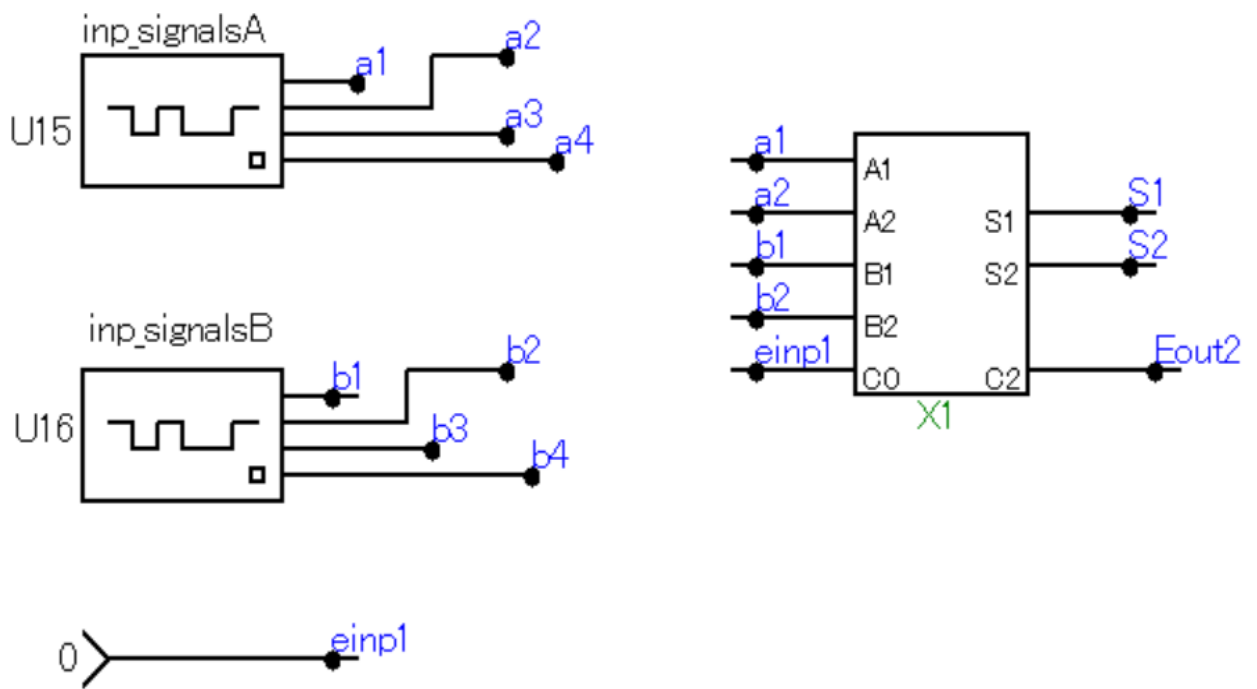 inp_signalsA
U15
a1
a2
a3
a4
inp_signalsB
U16
b1
b2
b3
b4
0
einp1
a1
a2
b1
b2
einp1
A1
A2
B1
B2
C0
S1
S2
C2
S1
S2
Eout2
X1